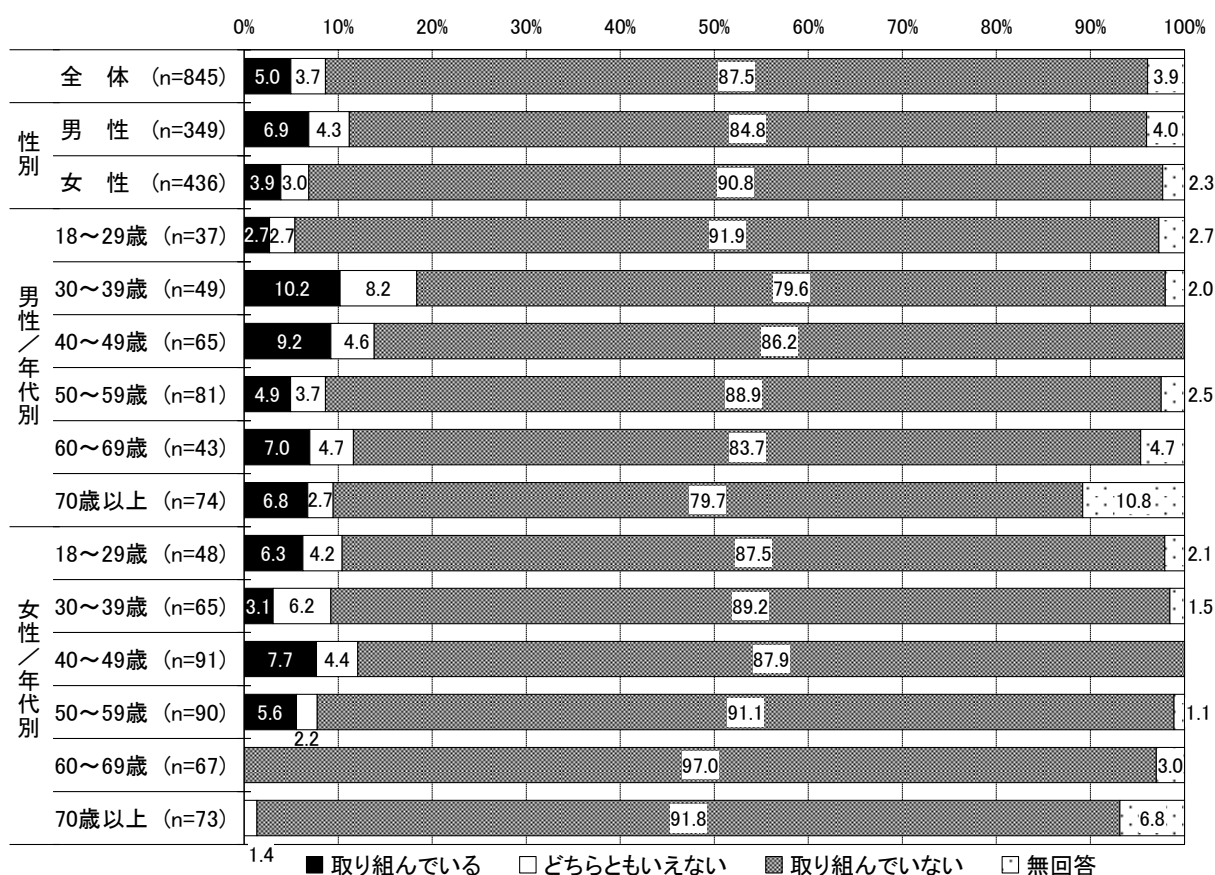 0% 10% 20% 30% 40% 50% 60% 70% 80% 90% 100%
全 体 (n=845) 5.0 3.7 87.5 3.9
性別
男 性 (n=349) 6.9 4.3 84.8 4.0
女 性 (n=436) 3.9 3.0 90.8 2.3
男性/年代別
18~29歳 (n=37) 2.7 2.7 91.9 2.7
30~39歳 (n=49) 10.2 8.2 79.6 2.0
40~49歳 (n=65) 9.2 4.6 86.2
50~59歳 (n=81) 4.9 3.7 88.9 2.5
60~69歳 (n=43) 7.0 4.7 83.7 4.7
70歳以上 (n=74) 6.8 2.7 79.7 10.8
女性/年代別
18~29歳 (n=48) 6.3 4.2 87.5 2.1
30~39歳 (n=65) 3.1 6.2 89.2 1.5
40~49歳 (n=91) 7.7 4.4 87.9
50~59歳 (n=90) 5.6 2.2 91.1 1.1
60~69歳 (n=67) 97.0 3.0
70歳以上 (n=73) 1.4 91.8 6.8
取り組んでいる どちらともいえない 取り組んでいない 無回答